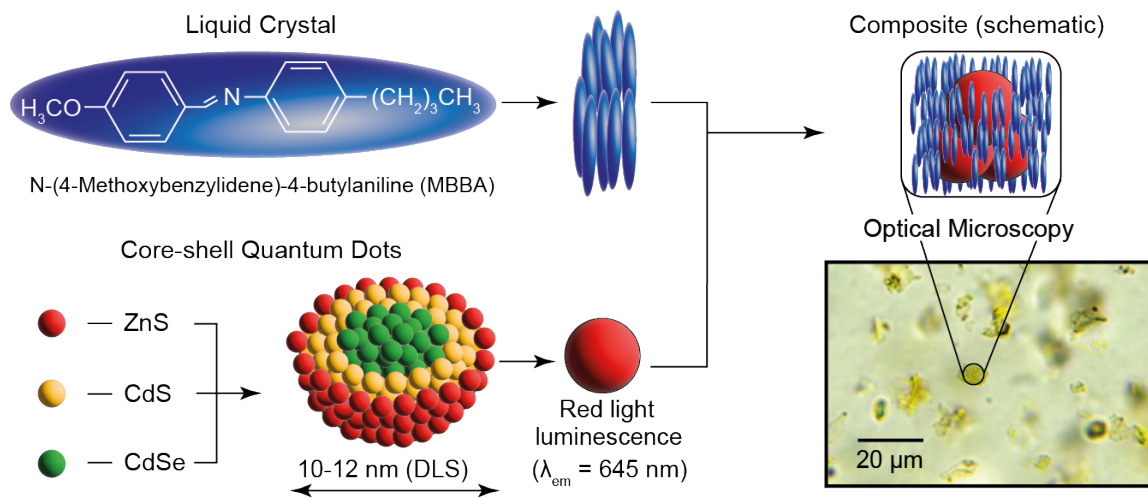 Liquid Crystal
H₃CO
N
(CH₂)₃CH₃
N-(4-Methoxybenzylidene)-4-butylaniline (MBBA)
Core-shell Quantum Dots
ZnS
CdS
CdSe
10-12 nm (DLS)
Red light
luminescence
(λem = 645 nm)
Composite (schematic)
Optical Microscopy
20 μm